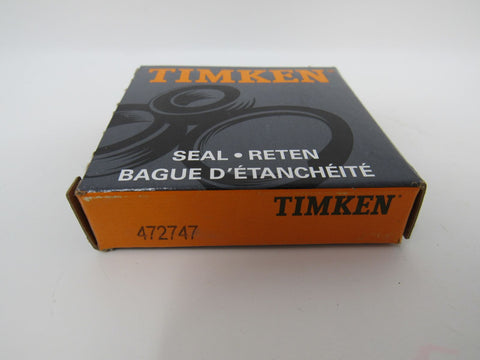 TIMKEN
SEAL • RETEN
BAGUE D'ÉTANCHÉITÉ
TIMKEN
472747